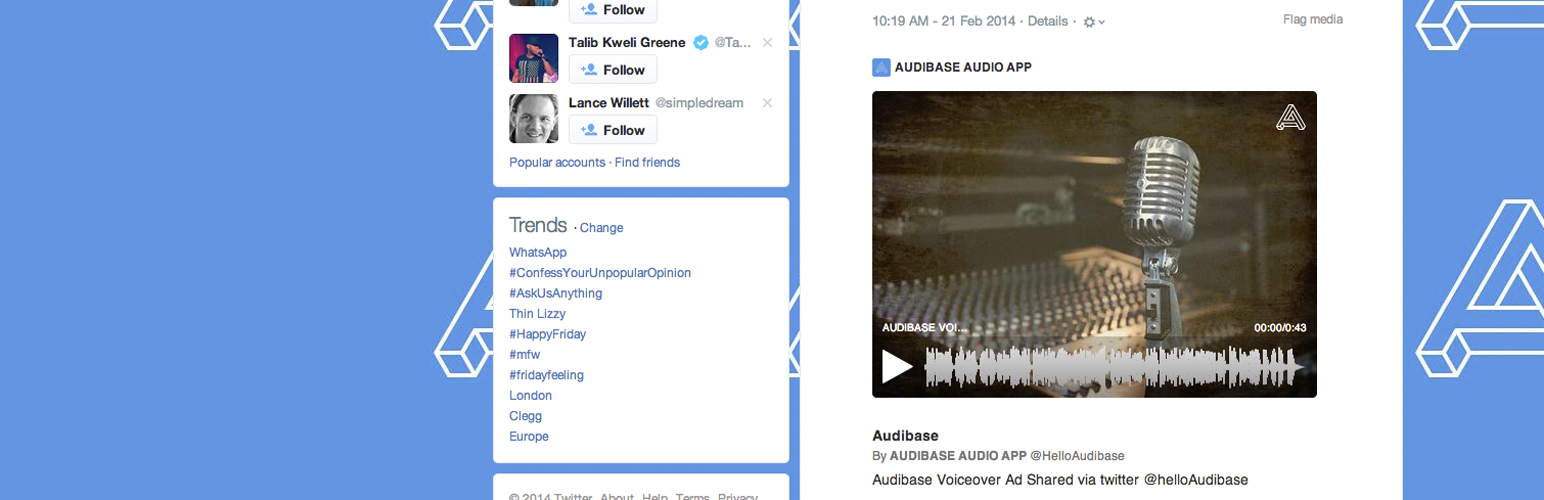 Follow
Talib Kweli Greene @Ta...
Follow
Lance Willett @simpledream
Follow
Popular accounts · Find friends
Trends · Change
WhatsApp
#ConfessYourUnpopularOpinion
#AskUsAnything
Thin Lizzy
#HappyFriday
#mfw
#fridayfeeling
London
Clegg
Europe
© 2014 Twitter About Help Terms Privacy
10:19 AM - 21 Feb 2014 · Details ·
Flag media
AUDIBASE AUDIO APP
AUDIBASE VOI... 00:00/0:43
Audibase
By AUDIBASE AUDIO APP @HelloAudibase
Audibase Voiceover Ad Shared via twitter @helloAudibase